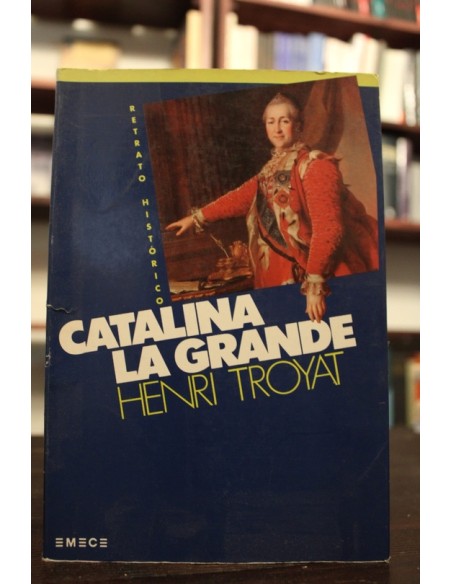 RETRATO HISTÓRICO
CATALINA
LA GRANDE
HENRI TROYAT
EMECE